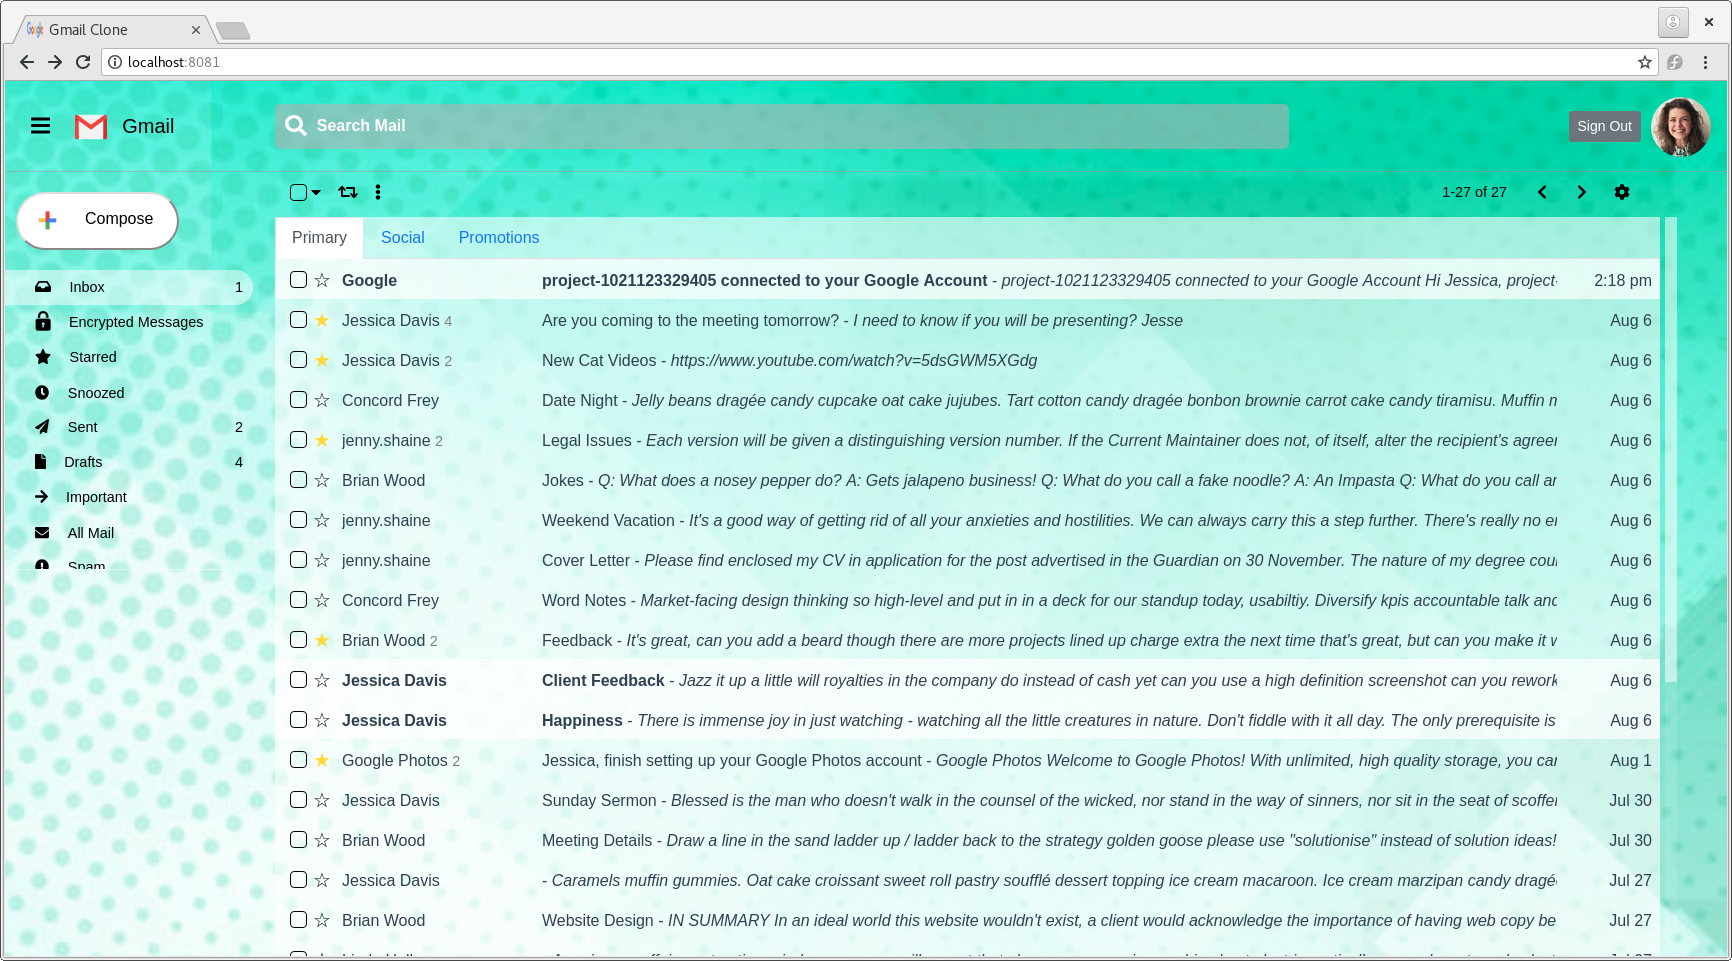 Gmail Clone
localhost:8081
Gmail
Search Mail
Sign Out
Compose
1-27 of 27
Primary Social Promotions
Inbox 1
Encrypted Messages
Starred
Snoozed
Sent 2
Drafts 4
Important
All Mail
Spam
Google project-1021123329405 connected to your Google Account - project-1021123329405 connected to your Google Account Hi Jessica, project- 2:18 pm
Jessica Davis 4 Are you coming to the meeting tomorrow? - I need to know if you will be presenting? Jesse Aug 6
Jessica Davis 2 New Cat Videos - https://www.youtube.com/watch?v=5dsGWM5XGdg Aug 6
Concord Frey Date Night - Jelly beans dragée candy cupcake oat cake jujubes. Tart cotton candy dragée bonbon brownie carrot cake candy tiramisu. Muffin Aug 6
jenny.shaine 2 Legal Issues - Each version will be given a distinguishing version number. If the Current Maintainer does not, of itself, alter the recipient's Aug 6
Brian Wood Jokes - Q: What does a nosey pepper do? A: Gets jalapeno business! Q: What do you call a fake noodle? A: An Impasta Q: What do you call Aug 6
jenny.shaine Weekend Vacation - It's a good way of getting rid of all your anxieties and hostilities. We can always carry this a step further. There's really no Aug 6
jenny.shaine Cover Letter - Please find enclosed my CV in application for the post advertised in the Guardian on 30 November. The nature of my degree Aug 6
Concord Frey Word Notes - Market-facing design thinking so high-level and put in in a deck for our standup today, usabiltiy. Diversify kpis accountable talk Aug 6
Brian Wood 2 Feedback - It's great, can you add a beard though there are more projects lined up charge extra the next time that's great, but can you make it Aug 6
Jessica Davis Client Feedback - Jazz it up a little will royalties in the company do instead of cash yet can you use a high definition screenshot can you rework Aug 6
Jessica Davis Happiness - There is immense joy in just watching - watching all the little creatures in nature. Don't fiddle with it all day. The only prerequisite is Aug 6
Google Photos 2 Jessica, finish setting up your Google Photos account - Google Photos Welcome to Google Photos! With unlimited, high quality storage, you can Aug 1
Jessica Davis Sunday Sermon - Blessed is the man who doesn't walk in the counsel of the wicked, nor stand in the way of sinners, nor sit in the seat of Jul 30
Brian Wood Meeting Details - Draw a line in the sand ladder up / ladder back to the strategy golden goose please use "solutionise" instead of solution ideas! Jul 30
Jessica Davis - Caramels muffin gummies. Oat cake croissant sweet roll pastry soufflé dessert topping ice cream macaroon. Ice cream marzipan candy Jul 27
Brian Wood Website Design - IN SUMMARY In an ideal world this website wouldn't exist, a client would acknowledge the importance of having web copy be Jul 27